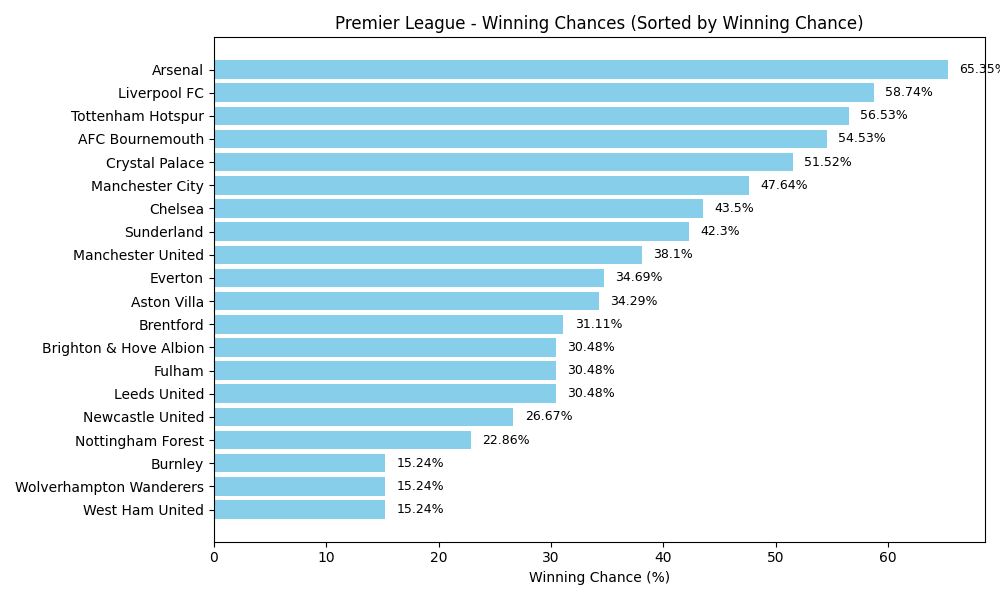 Premier League - Winning Chances (Sorted by Winning Chance)
Arsenal 65.35%
Liverpool FC 58.74%
Tottenham Hotspur 56.53%
AFC Bournemouth 54.53%
Crystal Palace 51.52%
Manchester City 47.64%
Chelsea 43.5%
Sunderland 42.3%
Manchester United 38.1%
Everton 34.69%
Aston Villa 34.29%
Brentford 31.11%
Brighton & Hove Albion 30.48%
Fulham 30.48%
Leeds United 30.48%
Newcastle United 26.67%
Nottingham Forest 22.86%
Burnley 15.24%
Wolverhampton Wanderers 15.24%
West Ham United 15.24%
0 10 20 30 40 50 60
Winning Chance (%)